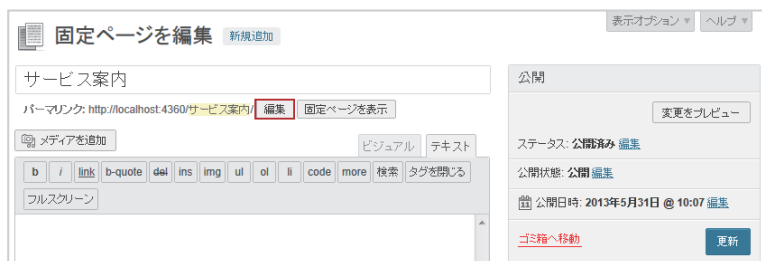 表示オプション ヘルプ
固定ページを編集 新規追加
サービス案内
パーマリンク: http://localhost:4360/サービス案内/ 編集 固定ページを表示
メディアを追加
ビジュアル テキスト
b i link b-quote del ins img ul ol li code more 検索 タグを閉じる
フルスクリーン
公開
変更をプレビュー
ステータス: 公開済み 編集
公開状態: 公開 編集
公開日時: 2013年5月31日 @ 10:07 編集
ゴミ箱へ移動 更新